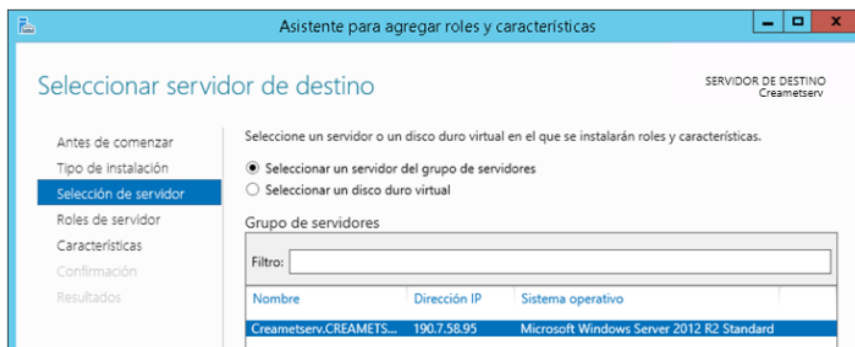 Asistente para agregar roles y características
Seleccionar servidor de destino
SERVIDOR DE DESTINO
Creametserv
Antes de comenzar
Tipo de instalación
Selección de servidor
Roles de servidor
Características
Confirmación
Resultados
Seleccione un servidor o un disco duro virtual en el que se instalarán roles y características.
Seleccionar un servidor del grupo de servidores
Seleccionar un disco duro virtual
Grupo de servidores
Filtro:
Nombre Dirección IP Sistema operativo
Creametserv.CREAMETS... 190.7.58.95 Microsoft Windows Server 2012 R2 Standard